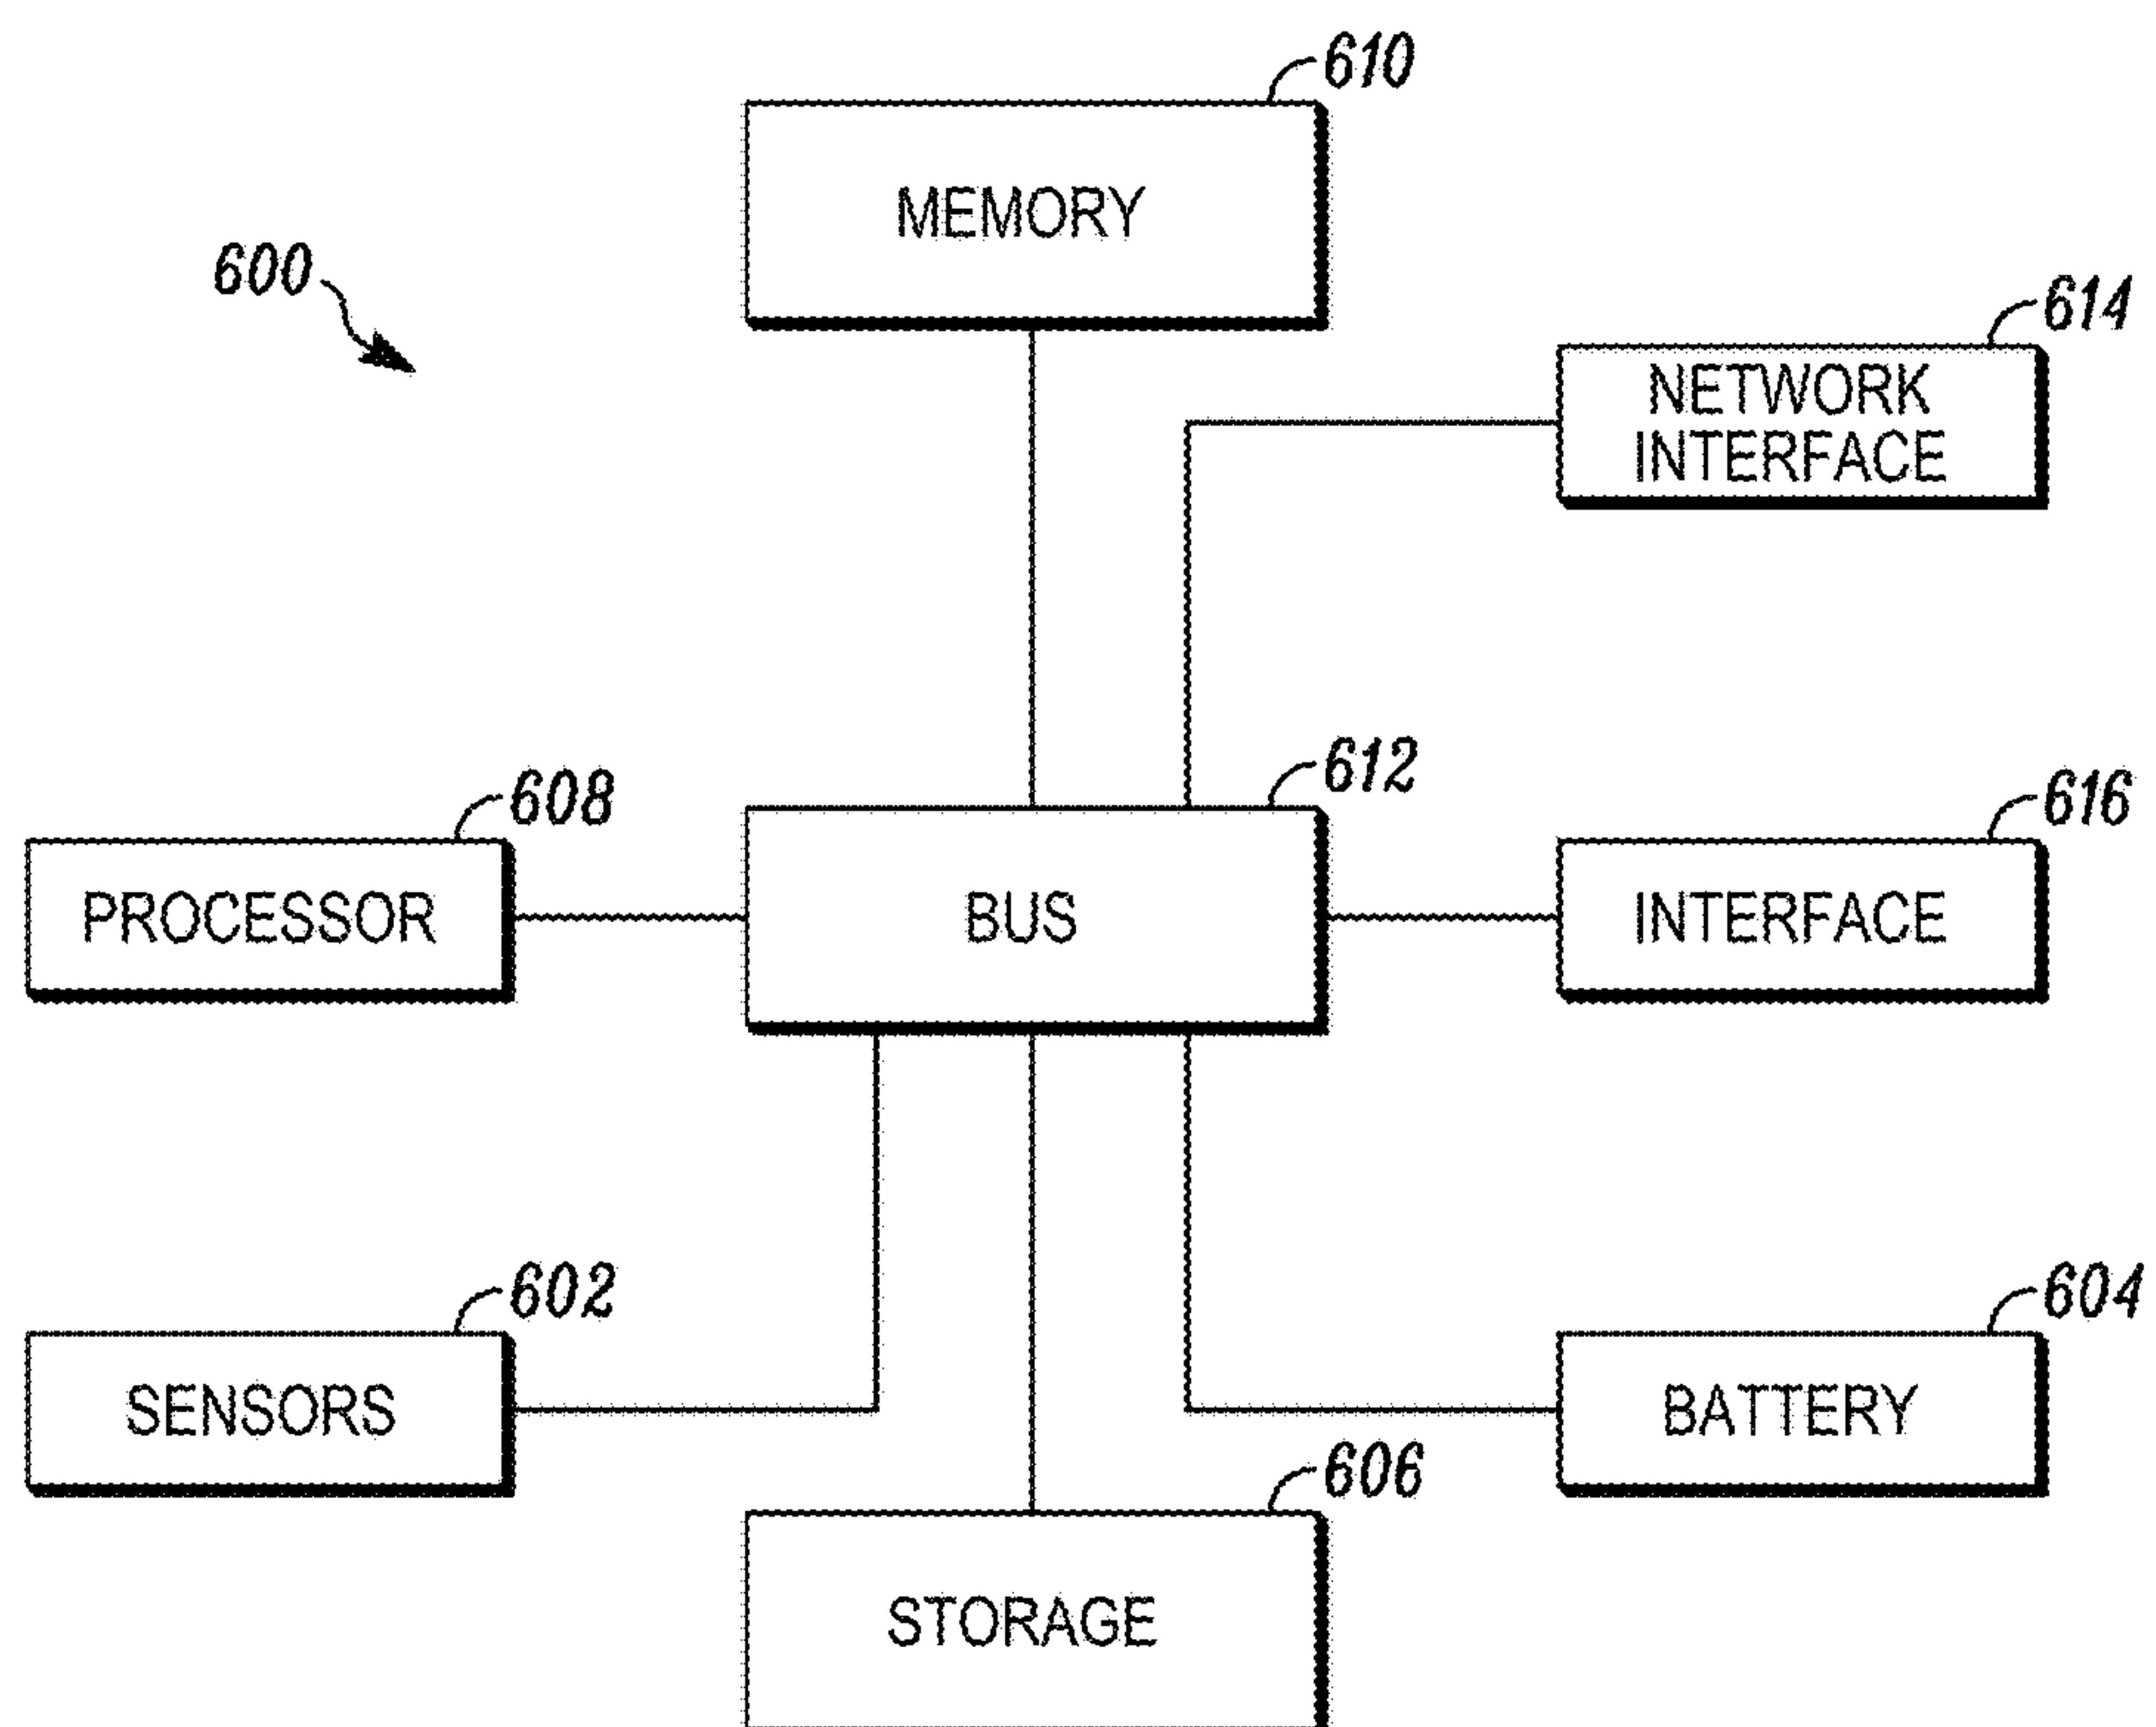 610
MEMORY
600
614
NETWORK
INTERFACE
612
608
616
PROCESSOR
BUS
INTERFACE
602
604
SENSORS
BATTERY
606
STORAGE